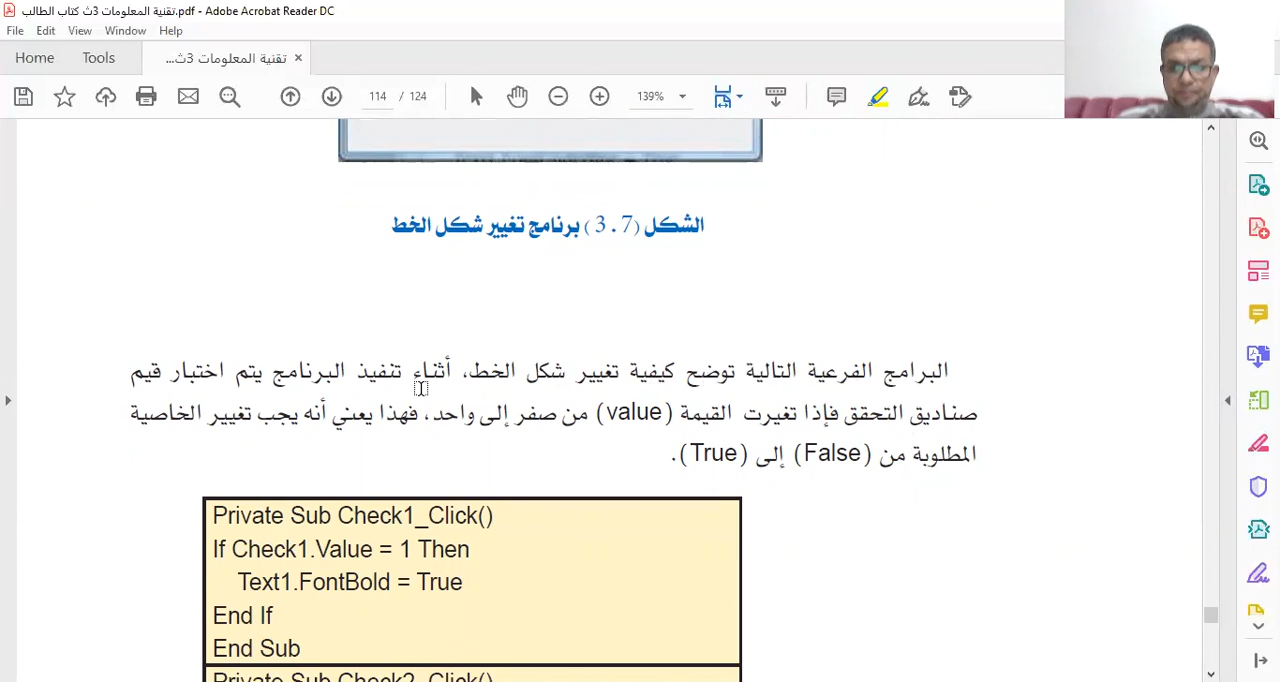 تقنية المعلومات 3ث كتاب الطالب.pdf - Adobe Acrobat Reader DC
File Edit View Window Help
Home Tools تقنية المعلومات 3ث... ×
114 / 124 139%
الشكل (3.7) برنامج تغيير شكل الخط
البرامج الفرعية التالية توضح كيفية تغيير شكل الخط، أثناء تنفيذ البرنامج يتم اختبار قيم
صناديق التحقق فإذا تغيرت القيمة (value) من صفر إلى واحد، فهذا يعني أنه يجب تغيير الخاصية
المطلوبة من (False) إلى (True).
Private Sub Check1_Click()
If Check1.Value = 1 Then
Text1.FontBold = True
End If
End Sub
Private Sub Check2_Click()